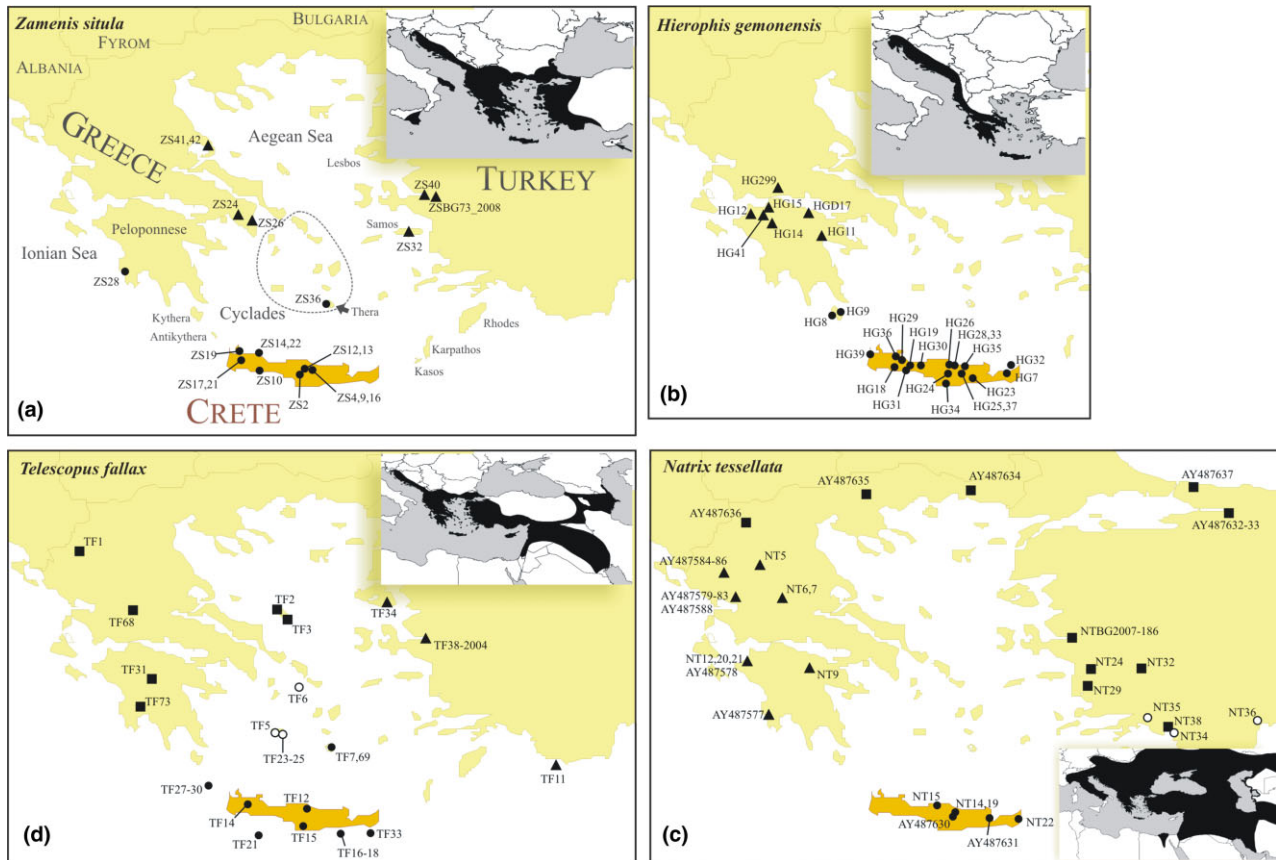 Zamenis situla
BULGARIA
FYROM
ALBANIA
GREECE
ZS41,42
Aegean Sea
Lesbos
TURKEY
ZS40
ZSBG73_2008
ZS24
ZS26
Samos
ZS32
Peloponnese
Ionian Sea
ZS28
ZS36
Thera
Cyclades
Kythera
Antikythera
Rhodes
Karpathos
Kasos
ZS19
ZS14,22
ZS12,13
ZS17,21
ZS10
ZS2
ZS4,9,16
CRETE
(a)
Hierophis gemonensis
HG299
HG15
HGD17
HG12
HG14
HG11
HG41
HG9
HG8
HG29
HG26
HG36
HG19
HG28,33
HG30
HG35
HG39
HG32
HG18
HG24
HG7
HG31
HG23
HG34
HG25,37
(b)
Telescopus fallax
TF1
TF68
TF2
TF3
TF34
TF38-2004
TF31
TF73
TF6
TF5
TF23-25
TF7,69
TF11
TF27-30
TF12
TF14
TF15
TF21
TF33
TF16-18
(d)
Natrix tessellata
AY487635
AY487634
AY487637
AY487636
AY487632-33
AY487584-86
NT5
AY487579-83
AY487588
NT6,7
NTBG2007-186
NT12,20,21
AY487578
NT9
NT24
NT32
NT29
AY487577
NT35
NT38
NT36
NT34
NT15
NT14,19
AY487630
NT22
AY487631
(c)